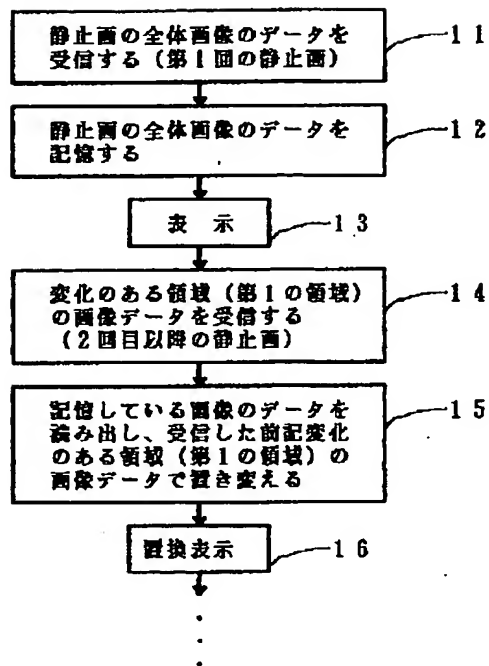 静止画の全体画像のデータを
受信する(第1回の静止画)
11
静止画の全体画像のデータを
記憶する
12
表 示
13
変化のある領域(第1の領域)
の画像データを受信する
(2回目以降の静止画)
14
記憶している画像のデータを
読み出し、受信した前記変化
のある領域(第1の領域)の
画像データで置き変える
15
置換表示
16